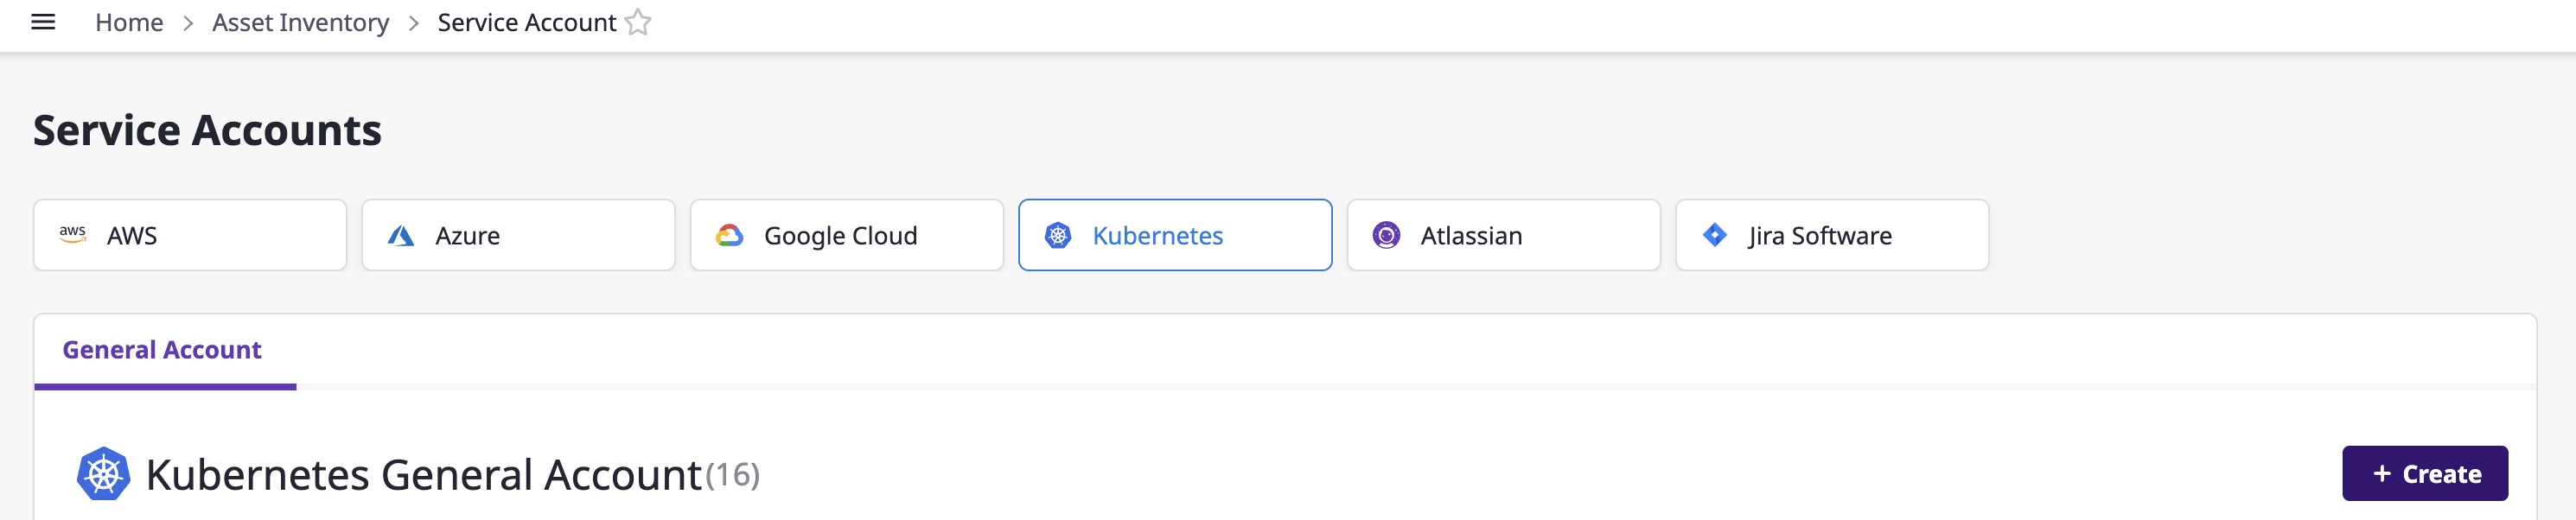 Home > Asset Inventory > Service Account
Service Accounts
aws AWS Azure Google Cloud Kubernetes Atlassian Jira Software
General Account
Kubernetes General Account (16) + Create